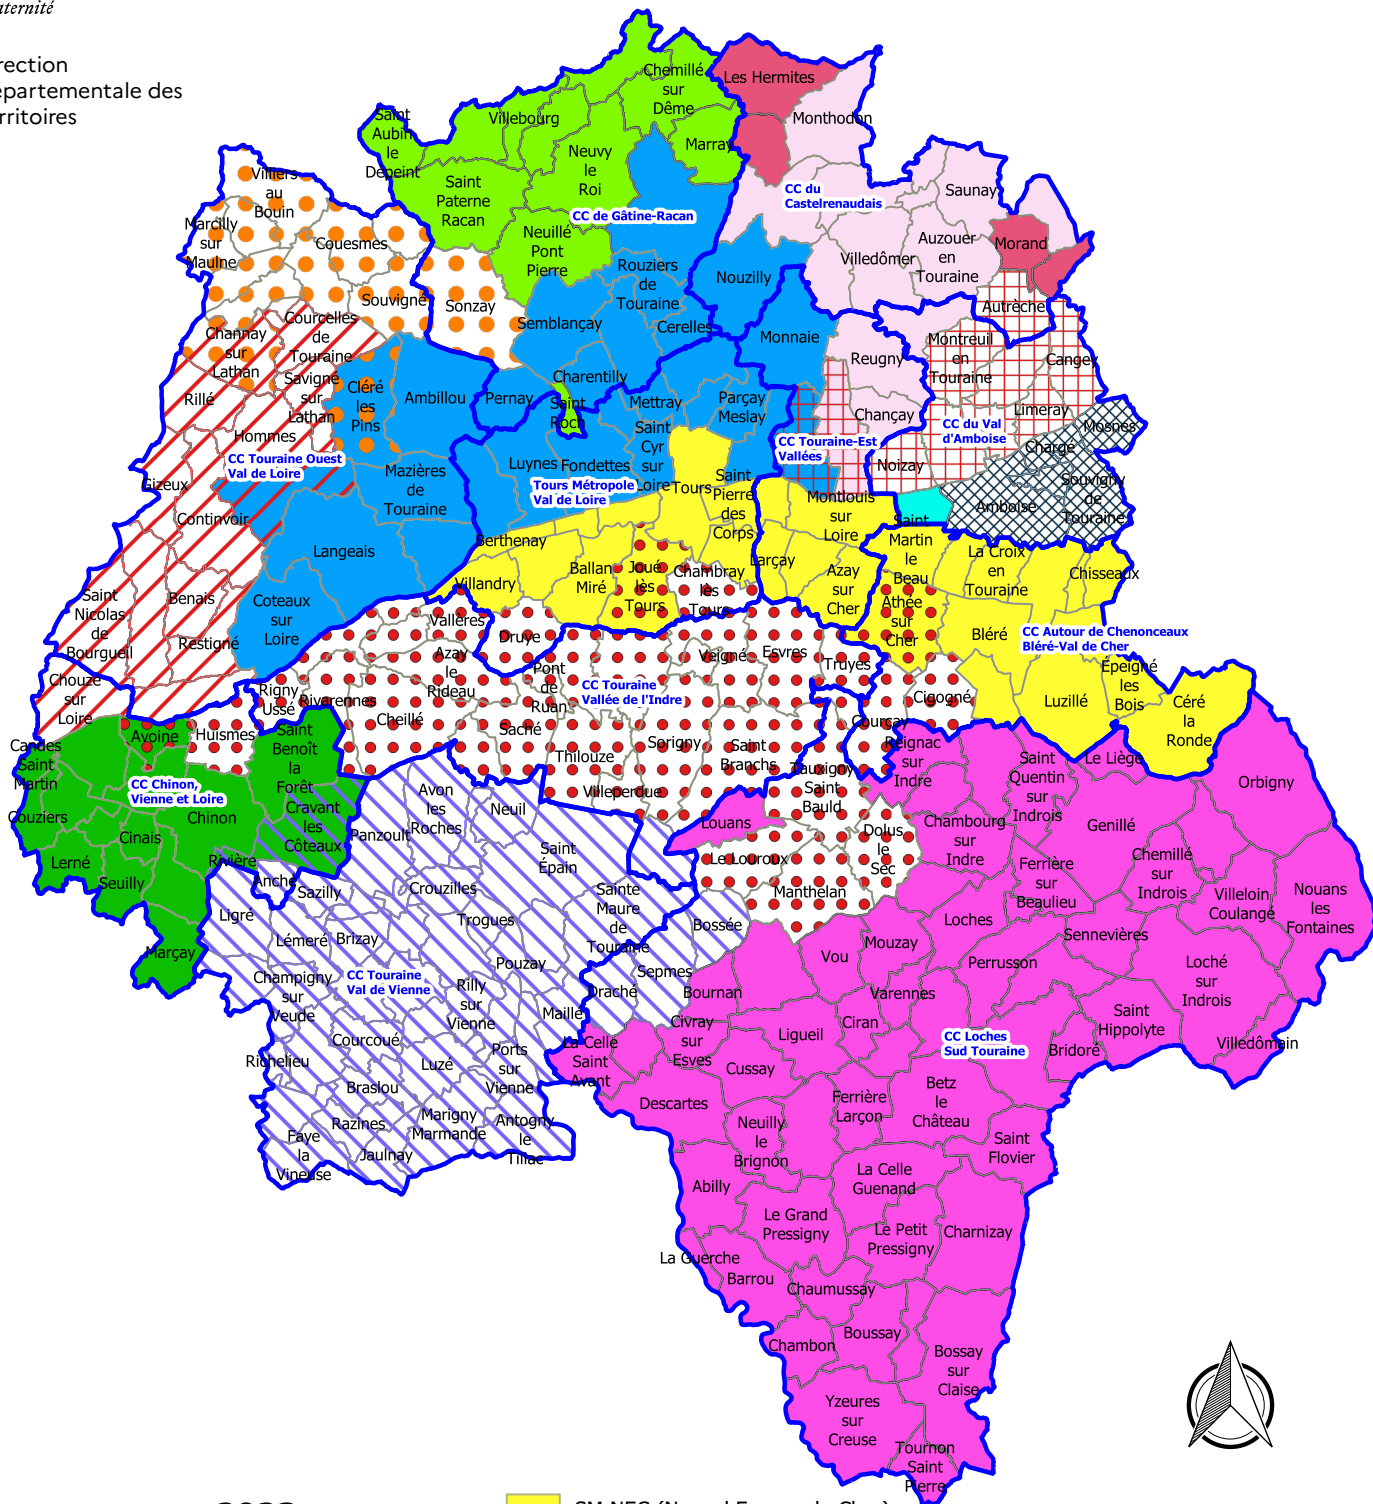 aternité
rection
épartementale des
rritoires
Chemillé
sur
Dême
Les Hermites
Monthodon
Saint
Aubin
le
Depeint
Villebourg
Marray
Neuvy
le
Roi
Villiers
au
Bouin
Saint
Paterne
Racan
CC du
Castelrenaudais
Saunay
CC de Gâtine-Racan
Marcilly
sur
Maulne
Couesmes
Neuillé
Pont
Pierre
Auzouer
en
Touraine
Morand
Villedômer
Rouziers
de
Touraine
Nouzilly
Souvigné
Sonzay
Autrèche
Courcelles
de
Touraine
Semblançay
Cerelles
Monnaie
Channay
sur
Lathan
Montreuil
en
Touraine
Reugny
Cangey
Savigné
sur
Lathan
Charentilly
Cléré
les
Pins
Ambillou
Pernay
Saint
Roch
Mettray
Parçay
Meslay
Rillé
Chançay
Limeray
Mosnes
Hommes
CC du Val
d'Amboise
Saint
Cyr
sur
Loire
CC Touraine-Est
Vallées
Chargé
CC Touraine Ouest
Val de Loire
Luynes
Fondettes
Noizay
Mazières
de
Touraine
Tours Métropole
Val de Loire
Tours
Saint
Pierre
des
Corps
Souvigny
de
Touraine
Gizeux
Montlouis
sur
Loire
Amboise
Continvoir
Saint
Martin
le
Beau
Berthenay
Langeais
La Croix
en
Touraine
Larçay
Chisseaux
Villandry
Ballan
Miré
Joué
lès
Tours
Chambray
lès
Tours
Azay
sur
Cher
Saint
Nicolas
de
Bourgueil
Benais
Coteaux
sur
Loire
Athée
sur
Cher
Vallères
Druye
Bléré
CC Autour de Chenonceaux
Bléré-Val de Cher
Restigné
Azay
le
Rideau
Veigné
Esvres
Truyes
Épeigné
les
Bois
Chouze
sur
Loire
Rigny
Ussé
Rivarennes
Pont
de
Ruan
CC Touraine
Vallée de l'Indre
Cigogné
Luzillé
Céré
la
Ronde
Cheillé
Saché
Courçay
Avoine
Huismes
Saint
Benoît
la
Forêt
Sorigny
Saint
Branchs
Reignac
sur
Indre
Candes
Saint
Martin
Thilouze
Tauxigny
Saint
Bauld
Saint
Quentin
sur
Indrois
Le Liège
Orbigny
CC Chinon,
Vienne et Loire
Villeperdue
Avon
les
Roches
Neuil
Couziers
Chinon
Cravant
les
Côteaux
Louans
Chambourg
sur
Indre
Genillé
Cinais
Panzoult
Dolus
le
Sec
Lerné
Rivière
Saint
Épain
Le Louroux
Ferrière
sur
Beaulieu
Chemillé
sur
Indrois
Seuilly
Anché
Sazilly
Crouzilles
Manthelan
Villeloin
Coulangé
Nouans
les
Fontaines
Ligré
Trogues
Sainte
Maure
de
Touraine
Bossée
Loches
Lémeré
Brizay
Mouzay
Sennevières
Marçay
Vou
Pouzay
Perrusson
Champigny
sur
Veude
CC Touraine
Val de Vienne
Sepmes
Loché
sur
Indrois
Rilly
sur
Vienne
Draché
Bournan
Varennes
Maillé
Civray
sur
Esves
Ciran
Saint
Hippolyte
Courcoué
Ligueil
CC Loches
Sud Touraine
Villedômain
Richelieu
La Celle
Saint
Avant
Bridoré
Luzé
Ports
sur
Vienne
Cussay
Braslou
Descartes
Ferrière
Larçon
Betz
le
Château
Razines
Marigny
Marmande
Antogny
le
Tillac
Neuilly
le
Brignon
Faye
la
Vineuse
Jaulnay
Saint
Flovier
La Celle
Guenand
Abilly
Le Grand
Pressigny
Le Petit
Pressigny
Charnizay
La Guerche
Barrou
Chaumussay
Boussay
Chambon
Bossay
sur
Claise
Yzeures
sur
Creuse
Tournon
Saint
Pierre